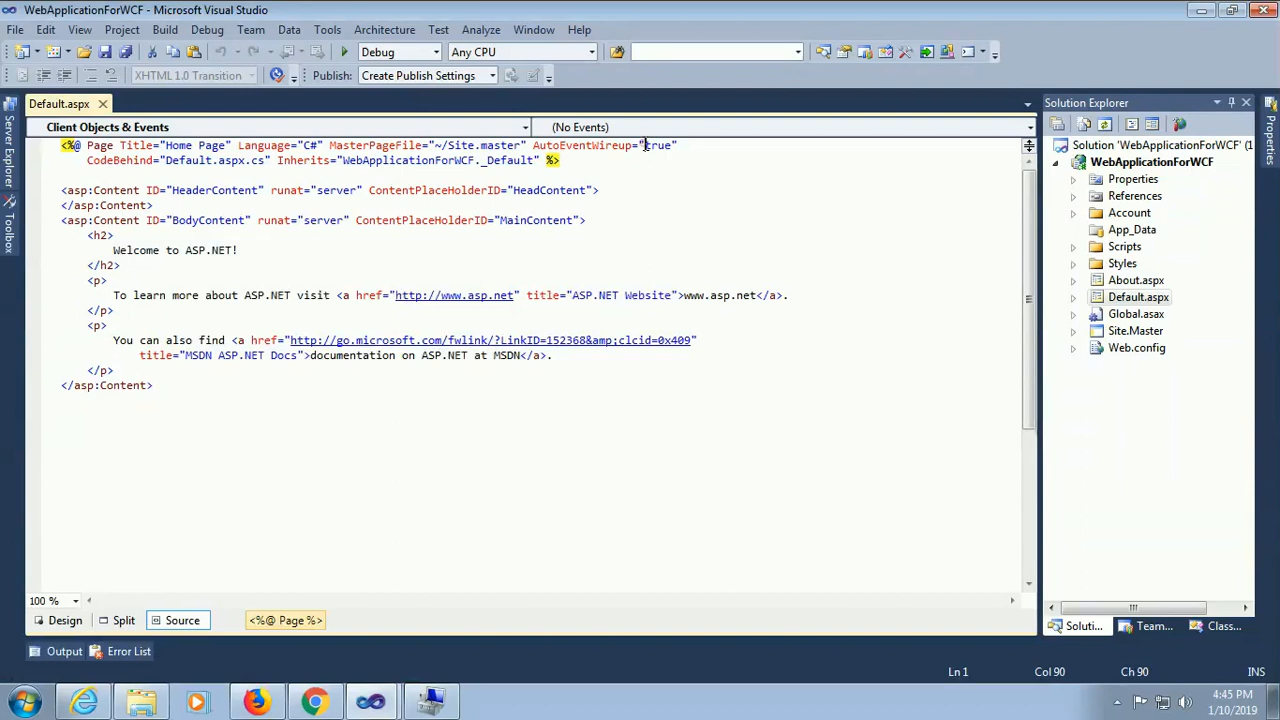 WebApplicationForWCF - Microsoft Visual Studio
File Edit View Project Build Debug Team Data Tools Architecture Test Analyze Window Help
Debug Any CPU
XHTML 1.0 Transition Publish: Create Publish Settings
Default.aspx
Client Objects & Events (No Events)
<%@ Page Title="Home Page" Language="C#" MasterPageFile="~/Site.master" AutoEventWireup="true"
CodeBehind="Default.aspx.cs" Inherits="WebApplicationForWCF._Default" %>
<asp:Content ID="HeaderContent" runat="server" ContentPlaceHolderID="HeadContent">
</asp:Content>
<asp:Content ID="BodyContent" runat="server" ContentPlaceHolderID="MainContent">
<h2>
Welcome to ASP.NET!
</h2>
<p>
To learn more about ASP.NET visit <a href="http://www.asp.net" title="ASP.NET Website">www.asp.net</a>.
</p>
<p>
You can also find <a href="http://go.microsoft.com/fwlink/?LinkID=152368&amp;clcid=0x409"
title="MSDN ASP.NET Docs">documentation on ASP.NET at MSDN</a>.
</p>
</asp:Content>
100 %
Design Split Source <%@ Page %>
Output Error List
Server Explorer
Toolbox
Solution Explorer
Solution 'WebApplicationForWCF' (1
WebApplicationForWCF
Properties
References
Account
App_Data
Scripts
Styles
About.aspx
Default.aspx
Global.asax
Site.Master
Web.config
Soluti... Team... Class...
Properties
Ln 1 Col 90 Ch 90 INS
4:45 PM
1/10/2019